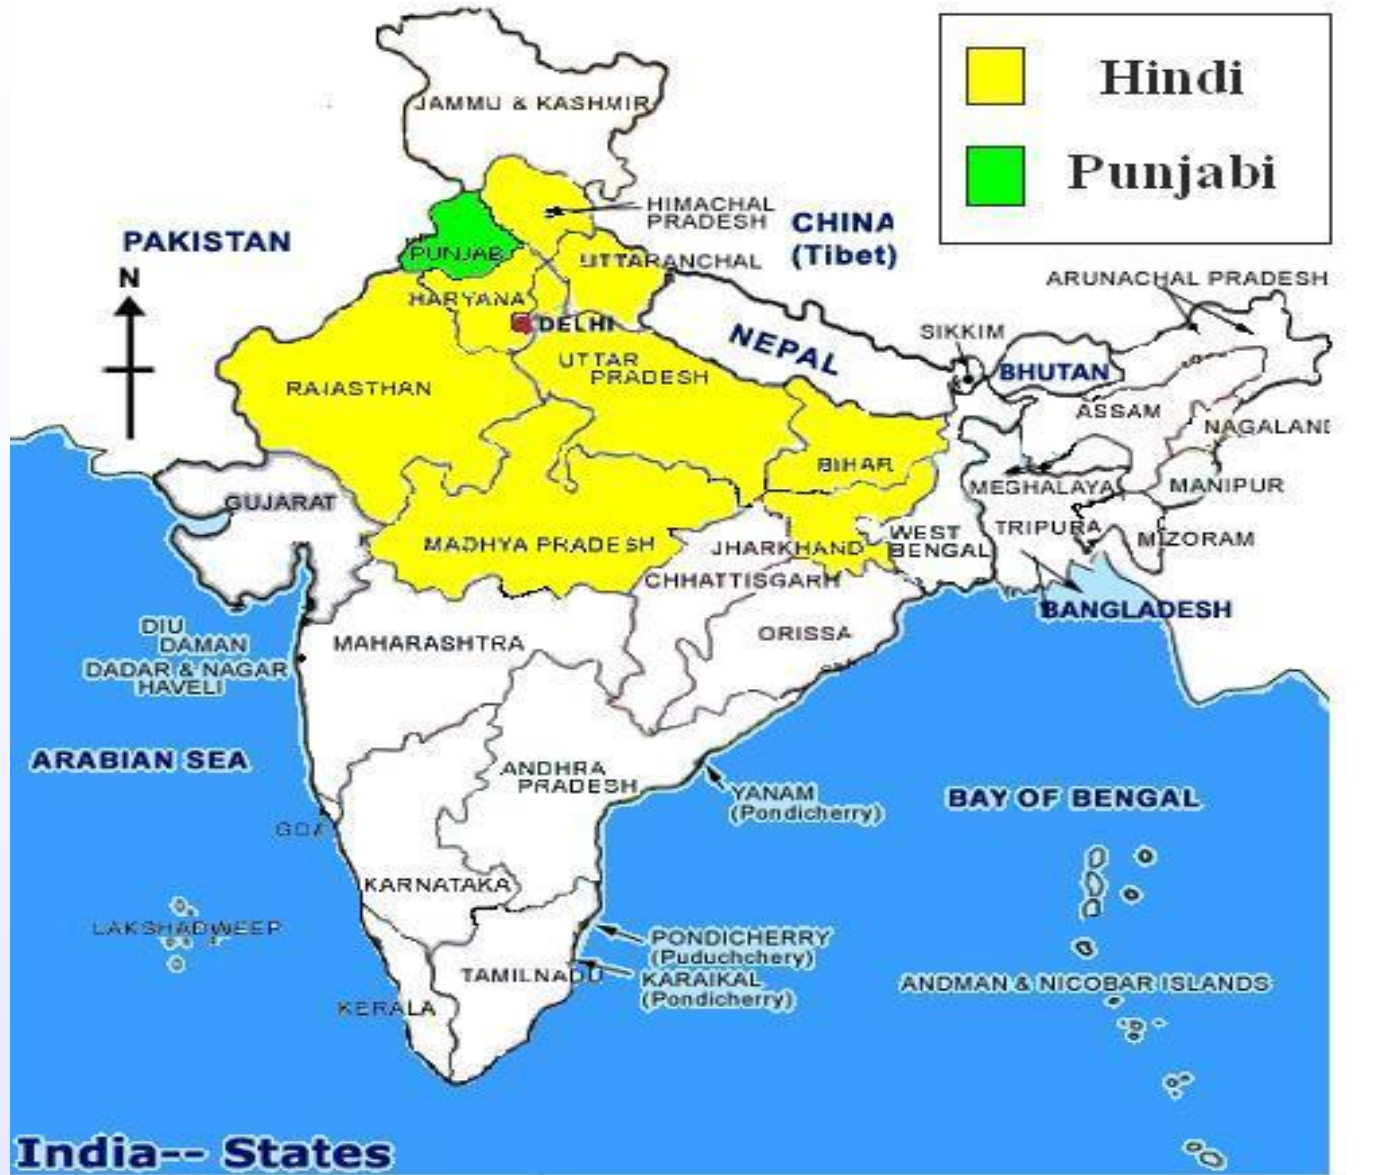 Hindi
Punjabi
JAMMU & KASHMIR
HIMACHAL
PRADESH
CHINA
(Tibet)
PAKISTAN
N
PUNJAB
UTTARANCHAL
ARUNACHAL PRADESH
HARYANA
DELHI
SIKKIM
NEPAL
BHUTAN
UTTAR
PRADESH
RAJASTHAN
ASSAM
NAGALAND
BIHAR
MEGHALAYA
MANIPUR
GUJARAT
WEST
BENGAL
TRIPURA
MIZORAM
MADHYA PRADESH
JHARKHAND
CHHATTISGARH
BANGLADESH
DIU
DAMAN
DADAR & NAGAR
HAVELI
MAHARASHTRA
ORISSA
ARABIAN SEA
ANDHRA
PRADESH
YANAM
(Pondicherry)
BAY OF BENGAL
GOA
KARNATAKA
LAKSHADWEEP
PONDICHERRY
(Puduchchery)
TAMILNADU
KARAIKAL
(Pondicherry)
ANDMAN & NICOBAR ISLANDS
KERALA
India-- States